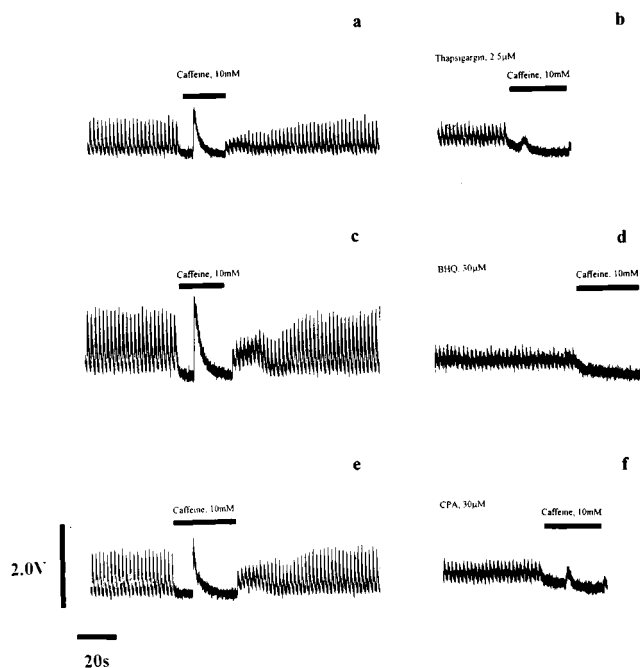 a
b
Thapsigargin, 2.5µM
Caffeine, 10mM
Caffeine, 10mM
c
d
Caffeine, 10mM
BHQ, 30µM
Caffeine, 10mM
e
f
Caffeine, 10mM
CPA, 30µM
Caffeine, 10mM
2.0V
20s